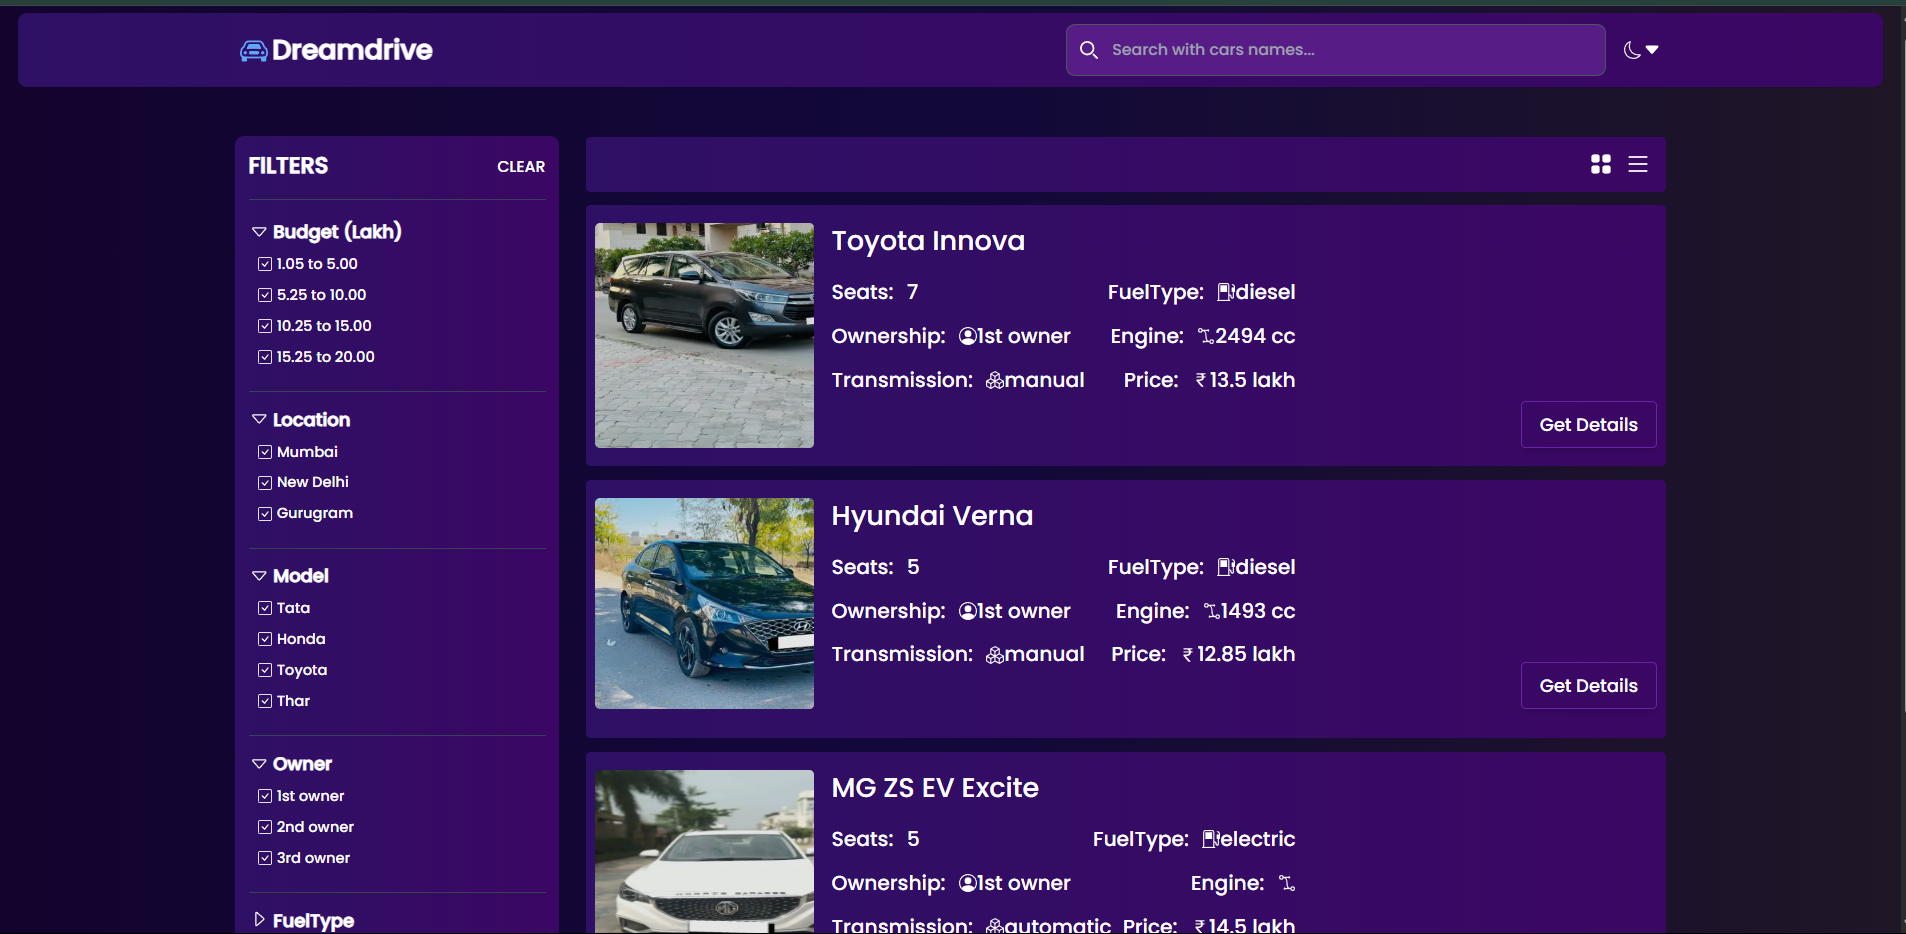 Dreamdrive
Search with cars names...
FILTERS
CLEAR
Budget (Lakh)
1.05 to 5.00
5.25 to 10.00
10.25 to 15.00
15.25 to 20.00
Location
Mumbai
New Delhi
Gurugram
Model
Tata
Honda
Toyota
Thar
Owner
1st owner
2nd owner
3rd owner
FuelType
Toyota Innova
Seats: 7 FuelType: diesel
Ownership: 1st owner Engine: 2494 cc
Transmission: manual Price: ₹ 13.5 lakh
Get Details
Hyundai Verna
Seats: 5 FuelType: diesel
Ownership: 1st owner Engine: 1493 cc
Transmission: manual Price: ₹ 12.85 lakh
Get Details
MG ZS EV Excite
Seats: 5 FuelType: electric
Ownership: 1st owner Engine:
Transmission: automatic Price: ₹ 14.5 lakh